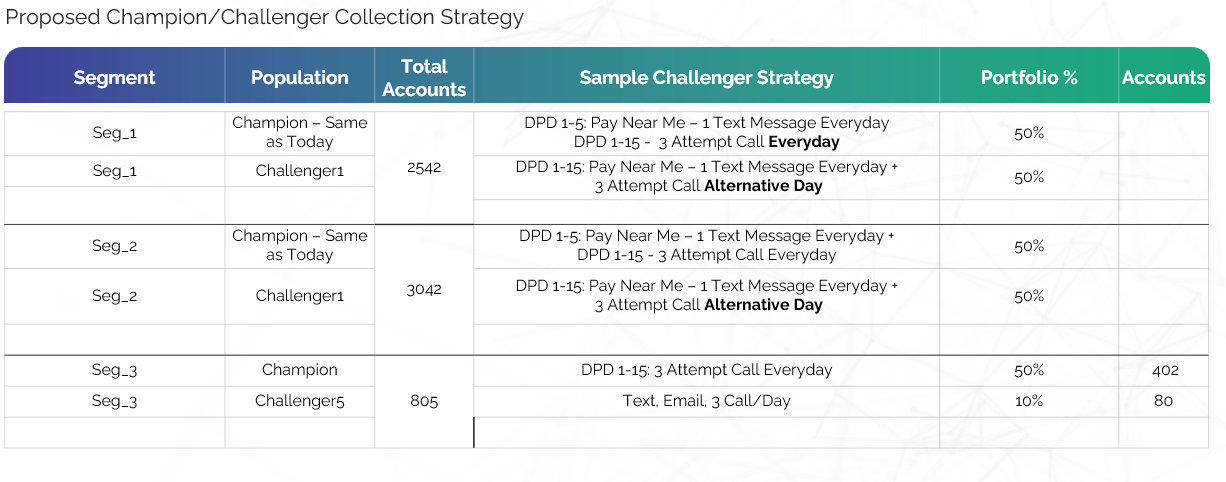 Proposed Champion/Challenger Collection Strategy
Segment
Population
Total
Accounts
Sample Challenger Strategy
Portfolio %
Accounts
Seg_1
Champion – Same
as Today
2542
DPD 1-5: Pay Near Me – 1 Text Message Everyday
DPD 1-15 - 3 Attempt Call Everyday
50%
Seg_1
Challenger1
DPD 1-15: Pay Near Me – 1 Text Message Everyday +
3 Attempt Call Alternative Day
50%
Seg_2
Champion – Same
as Today
3042
DPD 1-5: Pay Near Me – 1 Text Message Everyday +
DPD 1-15 - 3 Attempt Call Everyday
50%
Seg_2
Challenger1
DPD 1-15: Pay Near Me – 1 Text Message Everyday +
3 Attempt Call Alternative Day
50%
Seg_3
Champion
805
DPD 1-15: 3 Attempt Call Everyday
50%
402
Seg_3
Challenger5
Text, Email, 3 Call/Day
10%
80